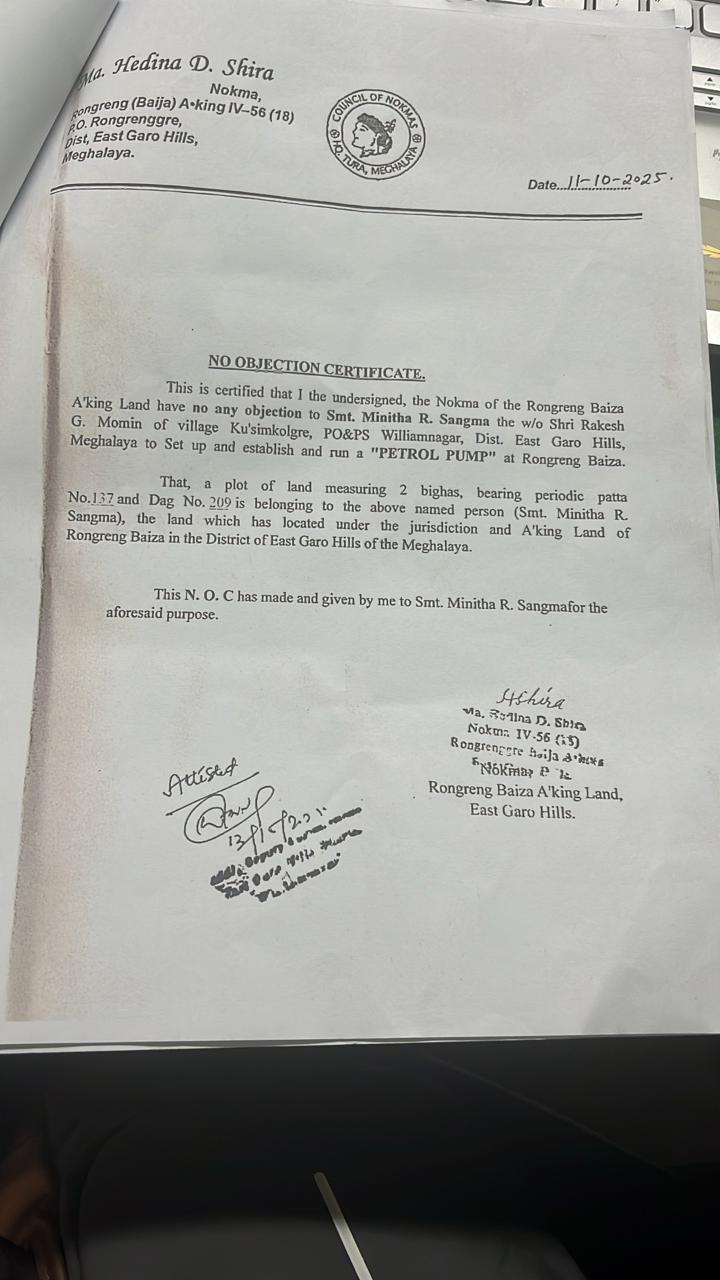 Ma. Hedina D. Shira
Nokma,
Rongreng (Baija) A•king IV–56 (18)
P.O. Rongrenggre,
Dist, East Garo Hills,
Meghalaya.
COUNCIL OF NOKMAS
HQ. TURA, MEGHALAYA
Date...11-10-2025.
NO OBJECTION CERTIFICATE.
This is certified that I the undersigned, the Nokma of the Rongreng Baiza
A'king Land have no any objection to Smt. Minitha R. Sangma the w/o Shri Rakesh
G. Momin of village Ku'simkolgre, PO&PS Williamnagar, Dist. East Garo Hills,
Meghalaya to Set up and establish and run a "PETROL PUMP" at Rongreng Baiza.
That, a plot of land measuring 2 bighas, bearing periodic patta
No.137 and Dag No. 209 is belonging to the above named person (Smt. Minitha R.
Sangma), the land which has located under the jurisdiction and A'king Land of
Rongreng Baiza in the District of East Garo Hills of the Meghalaya.
This N. O. C has made and given by me to Smt. Minitha R. Sangmafor the
aforesaid purpose.
HShira
Ma. D. Shira
Nokma IV-56
Rongrenggre Baija
Nokma
Rongreng Baiza A'king Land,
East Garo Hills.
Attested